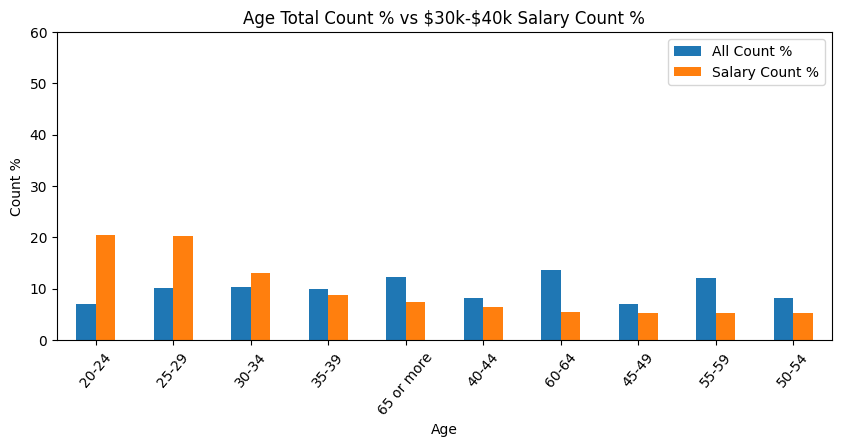 Age Total Count % vs $30k-$40k Salary Count %
All Count %
Salary Count %
Count %
60
50
40
30
20
10
0
20-24
25-29
30-34
35-39
65 or more
40-44
60-64
45-49
55-59
50-54
Age